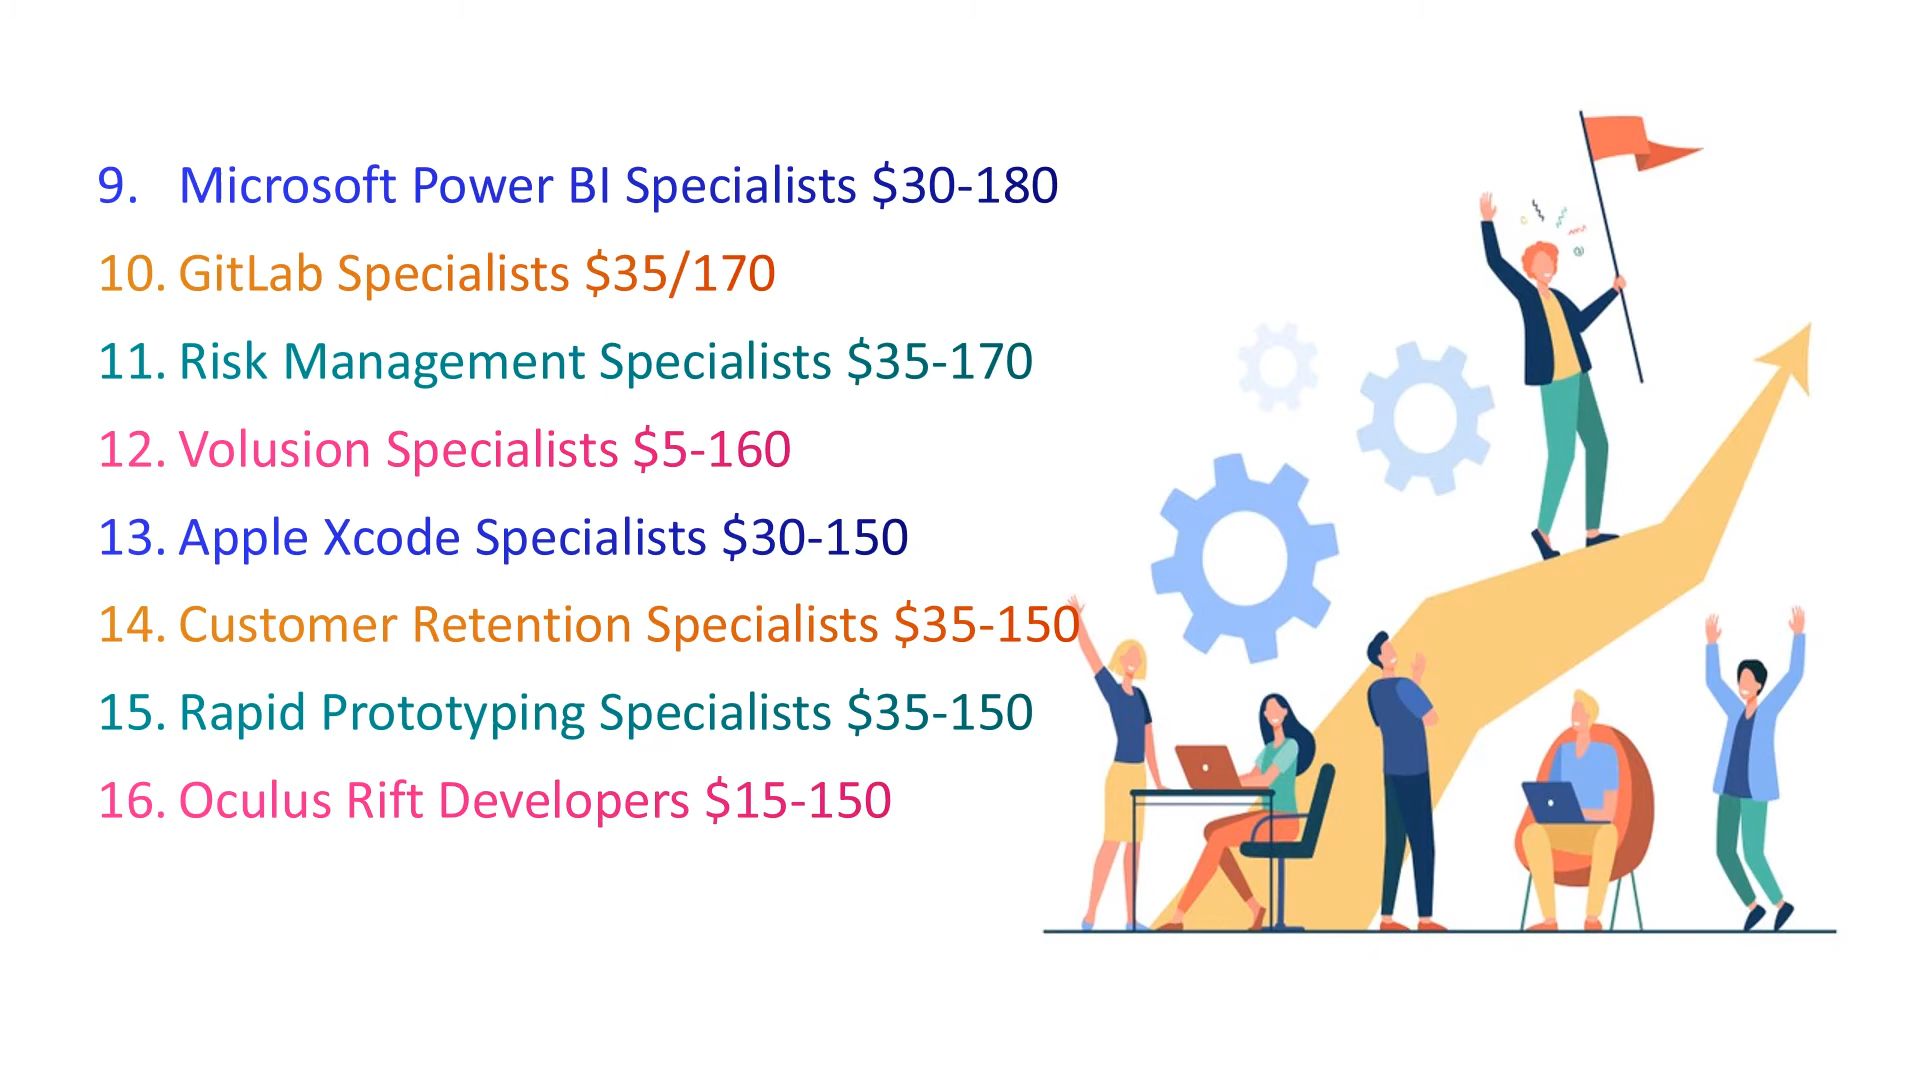 9. Microsoft Power BI Specialists $30-180
10. GitLab Specialists $35/170
11. Risk Management Specialists $35-170
12. Volusion Specialists $5-160
13. Apple Xcode Specialists $30-150
14. Customer Retention Specialists $35-150
15. Rapid Prototyping Specialists $35-150
16. Oculus Rift Developers $15-150